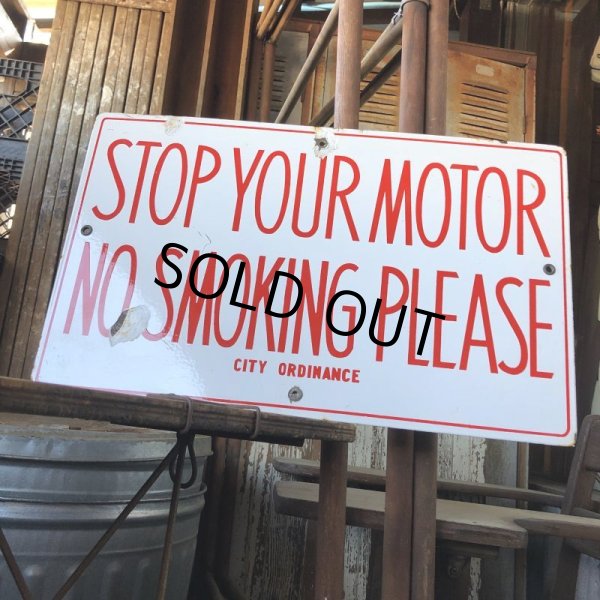 STOP YOUR MOTOR
NO SMOKING PLEASE
SOLD OUT
CITY ORDINANCE